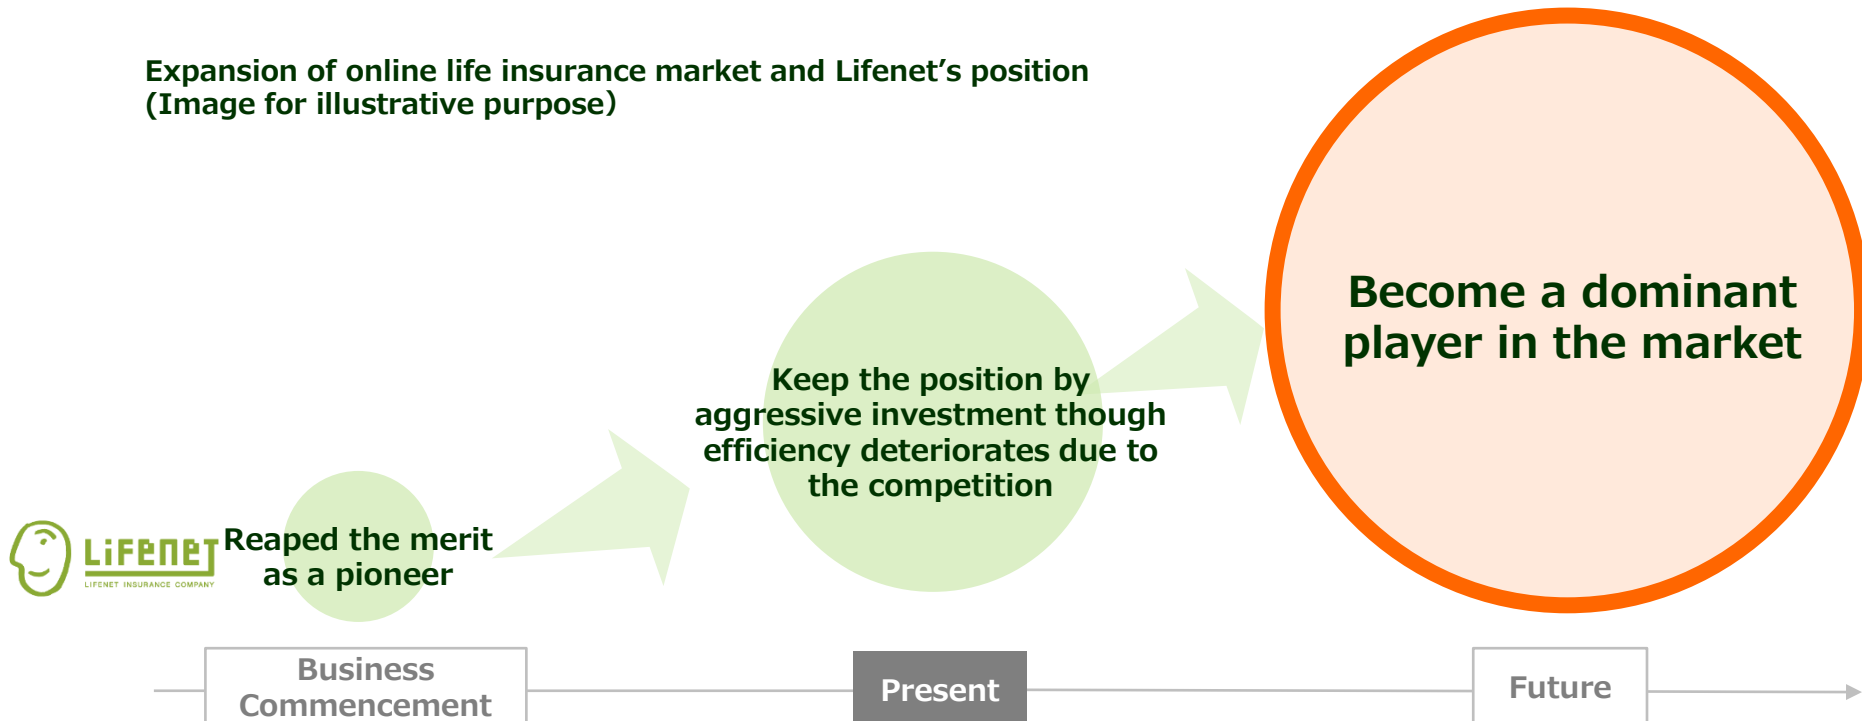 Expansion of online life insurance market and Lifenet’s position
(Image for illustrative purpose）
Become a dominant
player in the market
Keep the position by
aggressive investment though
efficiency deteriorates due to
the competition
LIFENET
LIFENET INSURANCE COMPANY
Reaped the merit
as a pioneer
Business
Commencement
Present
Future